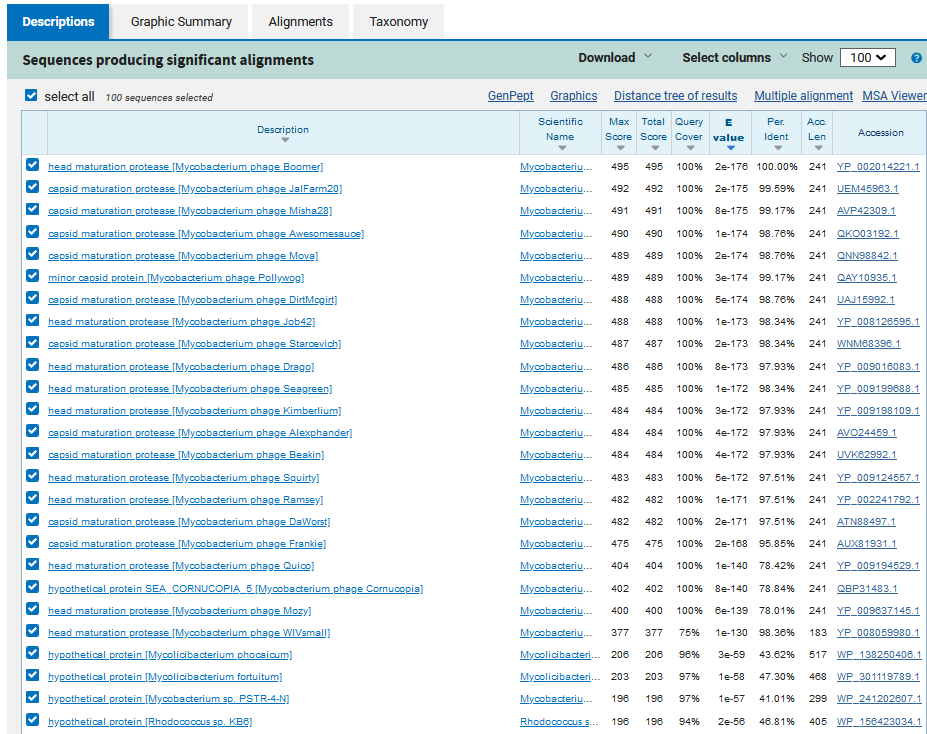 Descriptions Graphic Summary Alignments Taxonomy
Sequences producing significant alignments Download Select columns Show 100
select all 100 sequences selected GenPept Graphics Distance tree of results Multiple alignment MSA Viewer
Description Scientific Name Max Score Total Score Query Cover E value Per. Ident Acc. Len Accession
head maturation protease [Mycobacterium phage Boomer] Mycobacteriu... 495 495 100% 2e-176 100.00% 241 YP_002014221.1
capsid maturation protease [Mycobacterium phage JalFarm20] Mycobacteriu... 492 492 100% 2e-175 99.59% 241 UEM45963.1
capsid maturation protease [Mycobacterium phage Misha28] Mycobacteriu... 491 491 100% 8e-175 99.17% 241 AVP42309.1
capsid maturation protease [Mycobacterium phage Awesomesauce] Mycobacteriu... 490 490 100% 1e-174 98.76% 241 QKO03192.1
capsid maturation protease [Mycobacterium phage Mova] Mycobacteriu... 489 489 100% 2e-174 98.76% 241 QNN98842.1
minor capsid protein [Mycobacterium phage Pollywog] Mycobacteriu... 489 489 100% 3e-174 99.17% 241 QAY10935.1
capsid maturation protease [Mycobacterium phage DirtMcgirt] Mycobacteriu... 488 488 100% 5e-174 98.76% 241 UAJ15992.1
head maturation protease [Mycobacterium phage Job42] Mycobacteriu... 488 488 100% 1e-173 98.34% 241 YP_008126595.1
capsid maturation protease [Mycobacterium phage Starcevich] Mycobacteriu... 487 487 100% 2e-173 98.34% 241 WNM68396.1
head maturation protease [Mycobacterium phage Drago] Mycobacteriu... 486 486 100% 8e-173 97.93% 241 YP_009016083.1
head maturation protease [Mycobacterium phage Seagreen] Mycobacteriu... 485 485 100% 1e-172 98.34% 241 YP_009199688.1
head maturation protease [Mycobacterium phage Kimberlium] Mycobacteriu... 484 484 100% 3e-172 97.93% 241 YP_009198109.1
capsid maturation protease [Mycobacterium phage Alexphander] Mycobacteriu... 484 484 100% 4e-172 97.93% 241 AVO24459.1
capsid maturation protease [Mycobacterium phage Beakin] Mycobacteriu... 484 484 100% 4e-172 97.93% 241 UVK62992.1
head maturation protease [Mycobacterium phage Squirty] Mycobacteriu... 483 483 100% 5e-172 97.51% 241 YP_009124557.1
head maturation protease [Mycobacterium phage Ramsey] Mycobacteriu... 482 482 100% 1e-171 97.51% 241 YP_002241792.1
capsid maturation protease [Mycobacterium phage DaWorst] Mycobacteriu... 482 482 100% 2e-171 97.51% 241 ATN88497.1
capsid maturation protease [Mycobacterium phage Frankie] Mycobacteriu... 475 475 100% 2e-168 95.85% 241 AUX81931.1
head maturation protease [Mycobacterium phage Quico] Mycobacteriu... 404 404 100% 1e-140 78.42% 241 YP_009194529.1
hypothetical protein SEA_CORNUCOPIA_5 [Mycobacterium phage Cornucopia] Mycobacteriu... 402 402 100% 8e-140 78.84% 241 QBP31483.1
head maturation protease [Mycobacterium phage Mozy] Mycobacteriu... 400 400 100% 6e-139 78.01% 241 YP_009637145.1
head maturation protease [Mycobacterium phage WIVsmall] Mycobacteriu... 377 377 75% 1e-130 98.36% 183 YP_008059980.1
hypothetical protein [Mycolicibacterium phocaicum] Mycolicibacteri... 206 206 96% 3e-59 43.62% 517 WP_138250406.1
hypothetical protein [Mycolicibacterium fortuitum] Mycolicibacteri... 203 203 97% 1e-58 47.30% 468 WP_301119789.1
hypothetical protein [Mycobacterium sp. PSTR-4-N] Mycobacteriu... 196 196 97% 1e-57 41.01% 299 WP_241202607.1
hypothetical protein [Rhodococcus sp. KB6] Rhodococcus s... 196 196 94% 2e-56 46.81% 405 WP_156423034.1